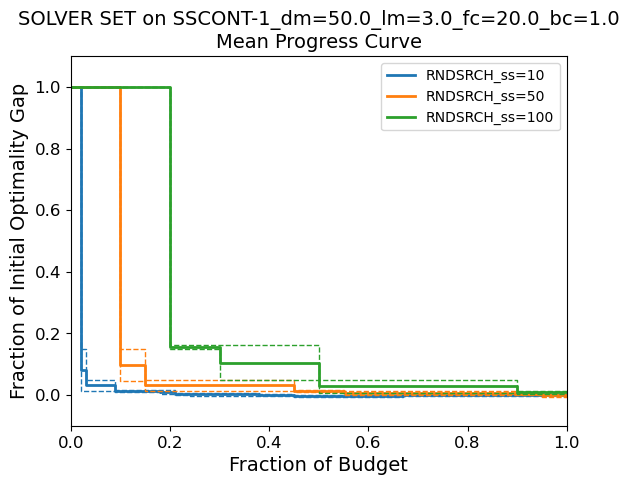 SOLVER SET on SSCONT-1_dm=50.0_lm=3.0_fc=20.0_bc=1.0
Mean Progress Curve
RNDSRCH_ss=10
RNDSRCH_ss=50
RNDSRCH_ss=100
Fraction of Initial Optimality Gap
1.0
0.8
0.6
0.4
0.2
0.0
0.0 0.2 0.4 0.6 0.8 1.0
Fraction of Budget